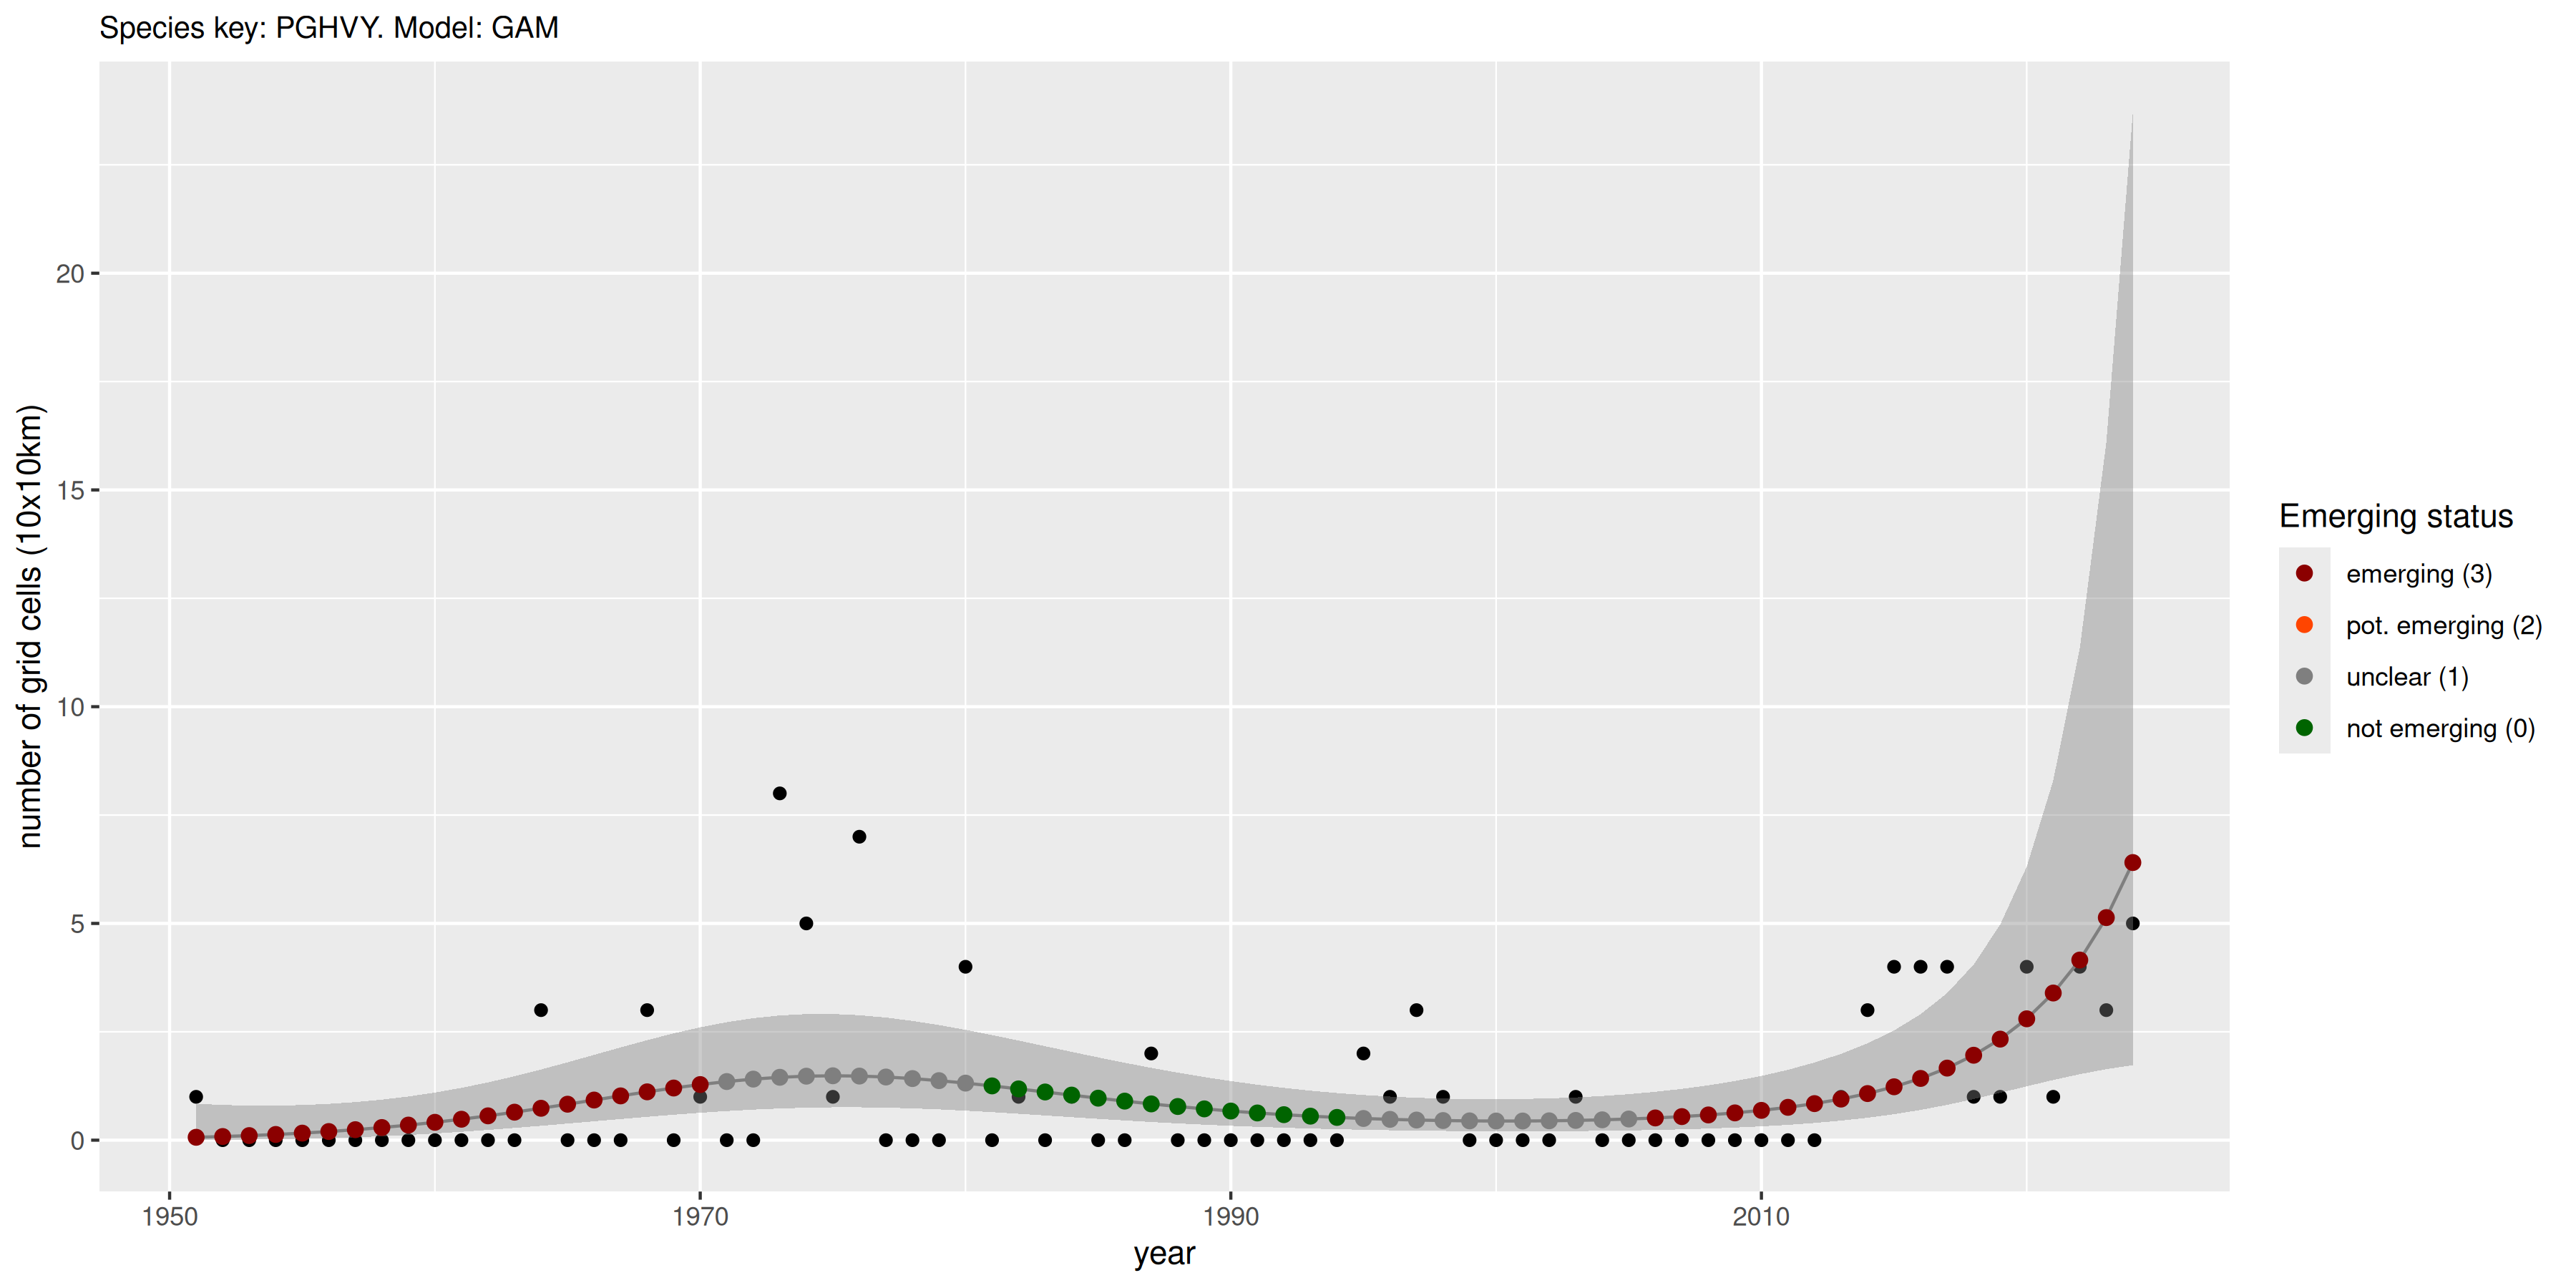 Species key: PGHVY. Model: GAM
number of grid cells (10x10km)
20
15
10
5
0
1950
1970
1990
2010
year
Emerging status
emerging (3)
pot. emerging (2)
unclear (1)
not emerging (0)